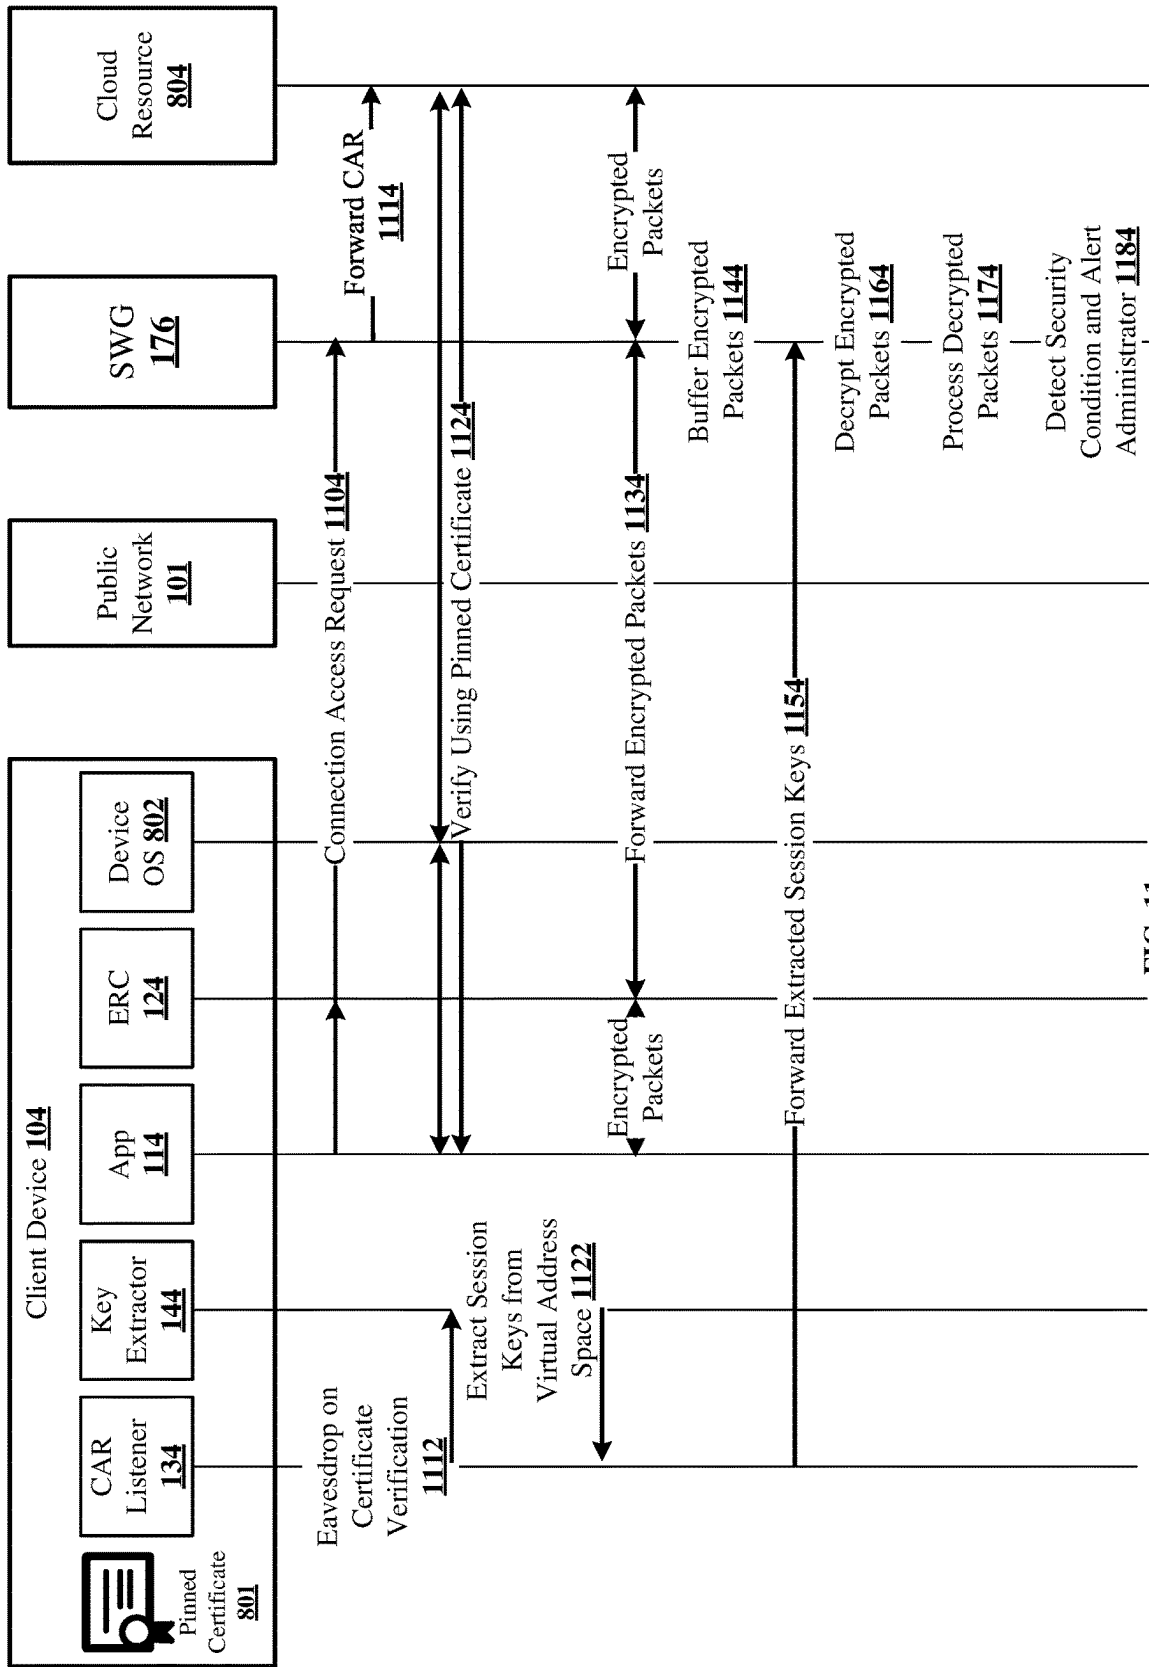 Client Device 104
Pinned
Certificate
801
CAR
Listener
134
Key
Extractor
144
App
114
ERC
124
Device
OS 802
Public
Network
101
SWG
176
Cloud
Resource
804
Connection Access Request 1104
Forward CAR
1114
Eavesdrop on
Certificate
Verification
1112
Verify Using Pinned Certificate 1124
Extract Session
Keys from
Virtual Address
Space 1122
Encrypted
Packets
Forward Encrypted Packets 1134
Encrypted
Packets
Buffer Encrypted
Packets 1144
Forward Extracted Session Keys 1154
Decrypt Encrypted
Packets 1164
Process Decrypted
Packets 1174
Detect Security
Condition and Alert
Administrator 1184